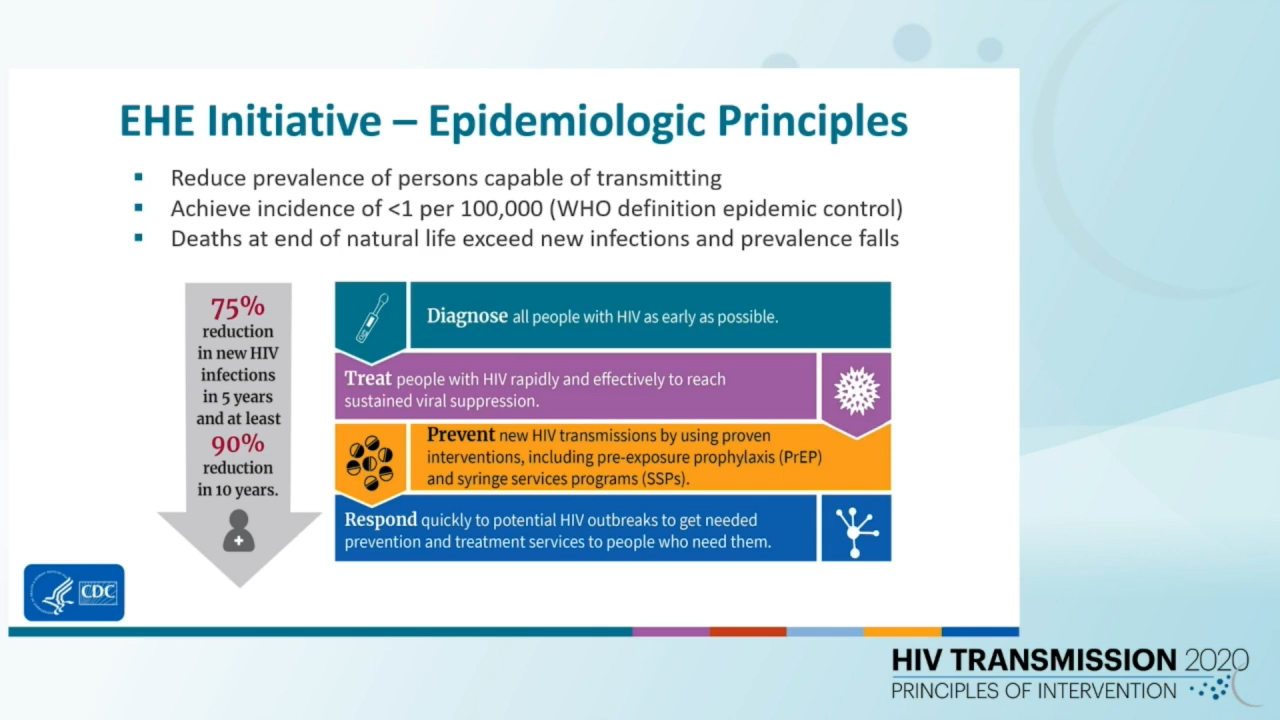 EHE Initiative – Epidemiologic Principles
▪ Reduce prevalence of persons capable of transmitting
▪ Achieve incidence of <1 per 100,000 (WHO definition epidemic control)
▪ Deaths at end of natural life exceed new infections and prevalence falls
75%
reduction
in new HIV
infections
in 5 years
and at least
90%
reduction
in 10 years.
Diagnose all people with HIV as early as possible.
Treat people with HIV rapidly and effectively to reach
sustained viral suppression.
Prevent new HIV transmissions by using proven
interventions, including pre-exposure prophylaxis (PrEP)
and syringe services programs (SSPs).
Respond quickly to potential HIV outbreaks to get needed
prevention and treatment services to people who need them.
CDC
HIV TRANSMISSION 2020
PRINCIPLES OF INTERVENTION